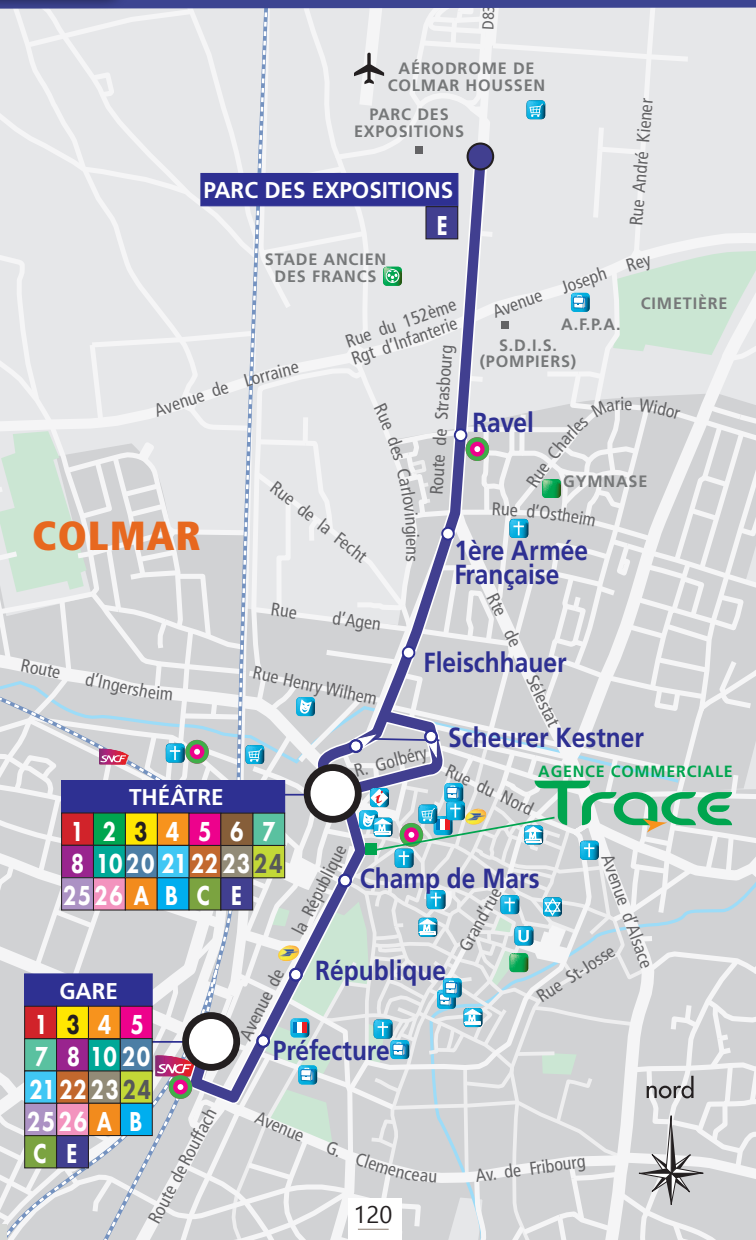 D83
AÉRODROME DE
COLMAR HOUSSEN
PARC DES
EXPOSITIONS
Rue André Kiener
PARC DES EXPOSITIONS
E
STADE ANCIEN
DES FRANCS
Avenue Joseph Rey
CIMETIÈRE
A.F.P.A.
Rue du 152ème
Rgt d'Infanterie
S.D.I.S.
(POMPIERS)
Avenue de Lorraine
Route de Strasbourg
Rue des Carlovingiens
Ravel
Rue Charles Marie Widor
GYMNASE
Rue de la Fecht
Rue d'Ostheim
COLMAR
1ère Armée
Française
Rue d'Agen
Rte de Sélestat
Fleischhauer
Route d'Ingersheim
Rue Henry Wilhem
Scheurer Kestner
SNCF
R. Golbéry
Rue du Nord
AGENCE COMMERCIALE
Trace
THÉÂTRE
1 2 3 4 5 6 7
8 10 20 21 22 23 24
25 26 A B C E
Champ de Mars
Avenue de la République
Grand'rue
Avenue d'Alsace
U
République
Rue St-Josse
GARE
1 3 4 5
7 8 10 20
21 22 23 24
25 26 A B
C E
Préfecture
SNCF
nord
Route de Rouffach
Avenue G. Clemenceau
Av. de Fribourg
120